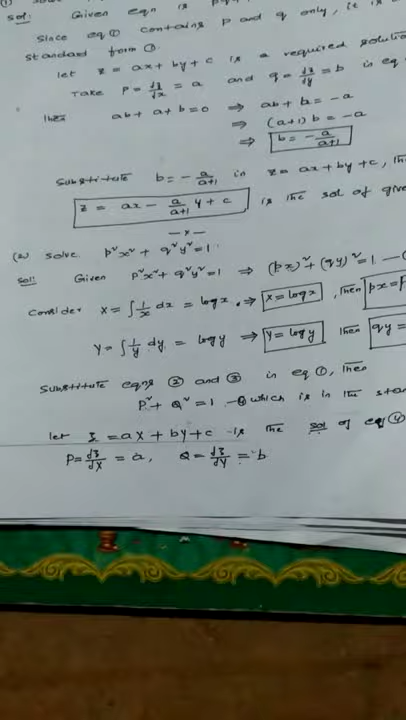 Sol: Given eqn is pq
Since eq ① contains p and q only, it is
standard form ①.
let z = ax + by + c is a required solution
Take p = dz/dx = a and q = dz/dy = b in eq
then ab + a + b = 0 ⇒ ab + b = -a
⇒ (a+1) b = -a
⇒ b = -a/a+1
Substitute b = -a/a+1 in z = ax + by + c, then
z = ax - a/a+1 y + c is the sol of given
—x—
(2) solve p²x² + q²y² = 1.
Sol: Given p²x² + q²y² = 1 ⇒ (px)² + (qy)² = 1 —
Consider X = ∫ 1/x dx = log x. ⇒ X = log x, then px = P
Y = ∫ 1/y dy = log y ⇒ Y = log y then qy =
Substitute eqns ② and ③ in eq ①, then
P² + Q² = 1 —④ which is in the
let z = aX + bY + c is the sol of eq ④
P = dz/dX = a, Q = dz/dY = b